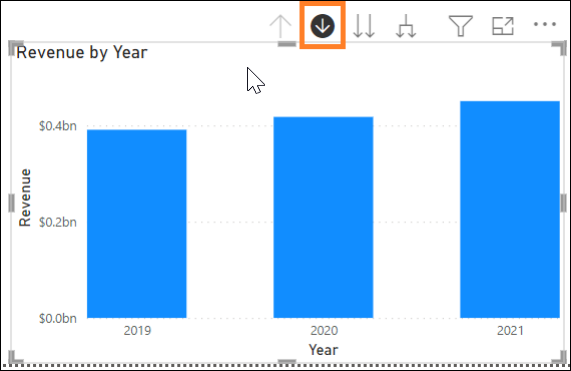 Revenue by Year
$0.4bn
$0.2bn
$0.0bn
Revenue
2019 2020 2021
Year